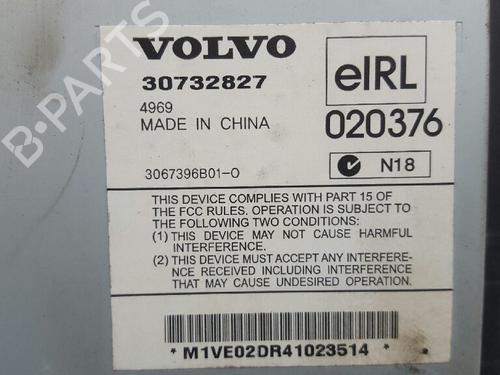 VOLVO
30732827
4969
MADE IN CHINA
3067396B01-O
eIRL
020376
N18
THIS DEVICE COMPLIES WITH PART 15 OF
THE FCC RULES. OPERATION IS SUBJECT TO
THE FOLLOWING TWO CONDITIONS:
(1) THIS DEVICE MAY NOT CAUSE HARMFUL
INTERFERENCE.
(2) THIS DEVICE MUST ACCEPT ANY INTERFERE-
NCE RECEIVED INCLUDING INTERFERENCE
THAT MAY CAUSE UNDESIRED OPERATION.
* M1VE02DR41023514 *
B-PARTS